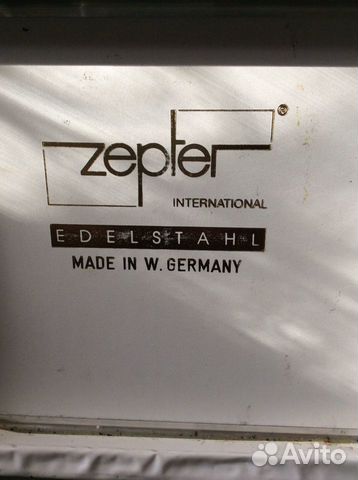 zepter®
INTERNATIONAL
EDELSTAHL
MADE IN W. GERMANY
Avito